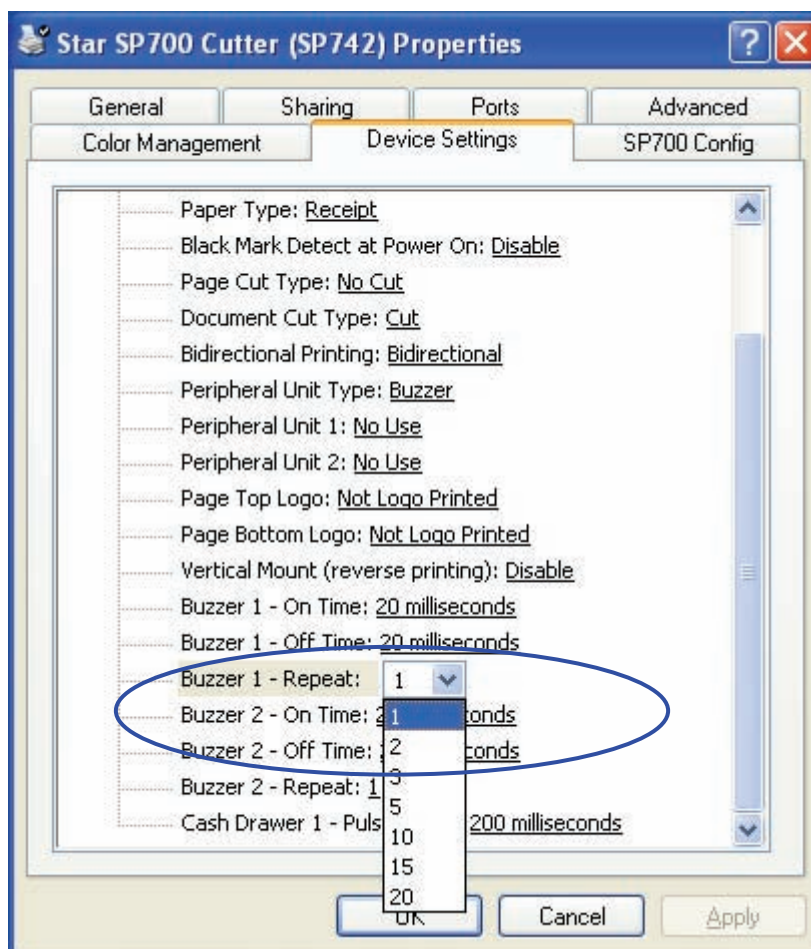 Star SP700 Cutter (SP742) Properties
General Sharing Ports Advanced
Color Management Device Settings SP700 Config
Paper Type: Receipt
Black Mark Detect at Power On: Disable
Page Cut Type: No Cut
Document Cut Type: Cut
Bidirectional Printing: Bidirectional
Peripheral Unit Type: Buzzer
Peripheral Unit 1: No Use
Peripheral Unit 2: No Use
Page Top Logo: Not Logo Printed
Page Bottom Logo: Not Logo Printed
Vertical Mount (reverse printing): Disable
Buzzer 1 - On Time: 20 milliseconds
Buzzer 1 - Off Time: 20 milliseconds
Buzzer 1 - Repeat: 1
Buzzer 2 - On Time: 2 onds
Buzzer 2 - Off Time: onds
Buzzer 2 - Repeat: 1
Cash Drawer 1 - Puls 200 milliseconds
1
2
3
5
10
15
20
OK Cancel Apply